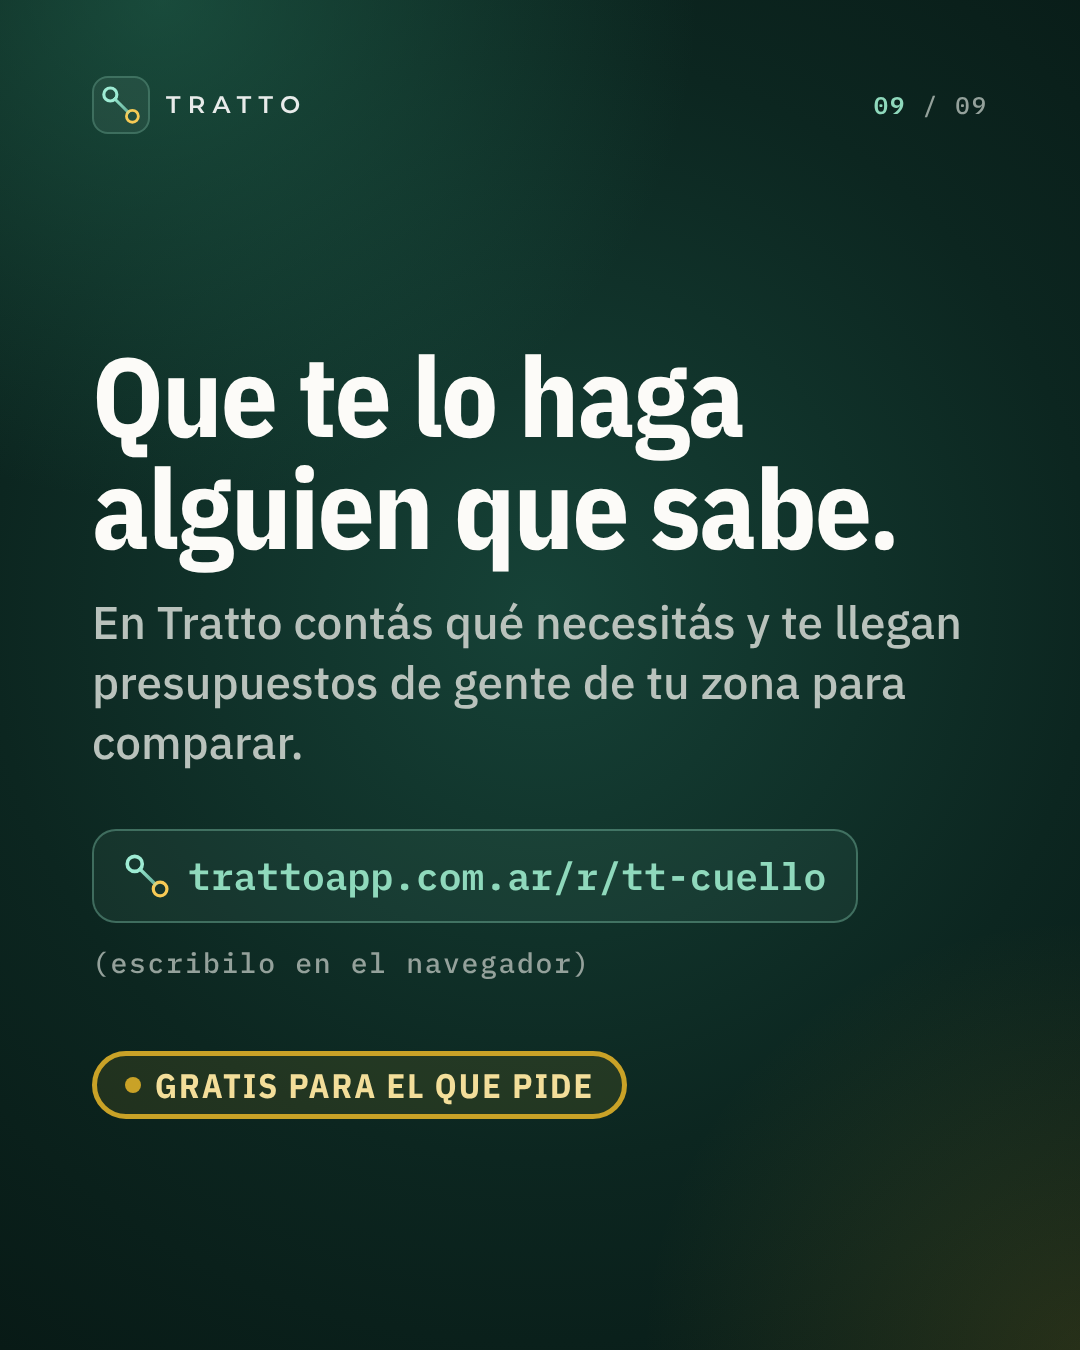 TRATTO
09 / 09
Que te lo haga
alguien que sabe.
En Tratto contás qué necesitás y te llegan
presupuestos de gente de tu zona para
comparar.
trattoapp.com.ar/r/tt-cuello
(escribilo en el navegador)
GRATIS PARA EL QUE PIDE